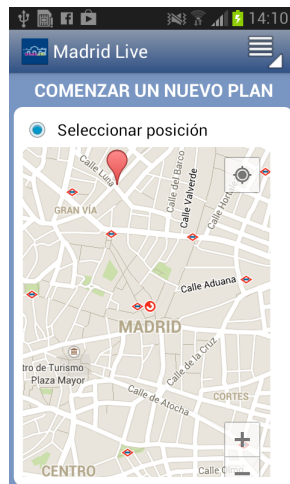 14:10
Madrid Live
COMENZAR UN NUEVO PLAN
Seleccionar posición
Calle Luna
Calle del Barco
Calle Valverde
GRAN VÍA
Calle Aduana
MADRID
tro de Turismo
Plaza Mayor
Calle de la Cruz
Calle de Atocha
CORTES
CENTRO
+